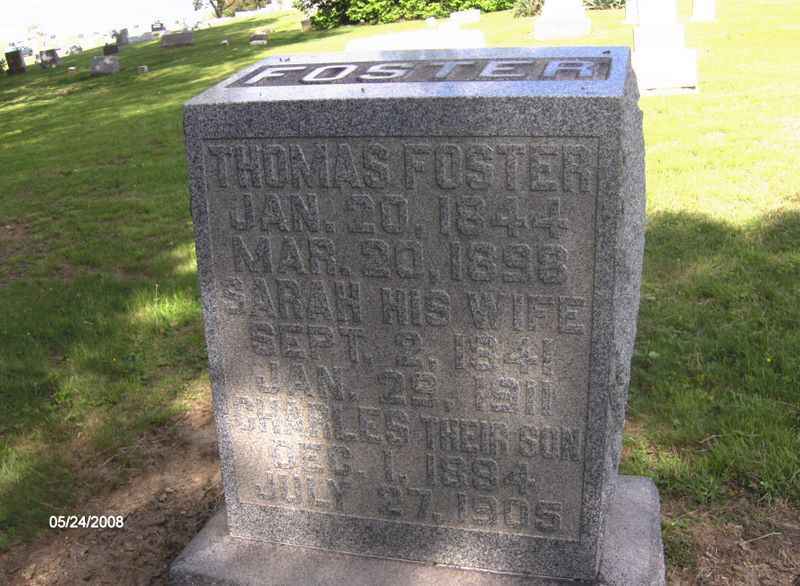 FOSTER
THOMAS FOSTER
JAN. 20, 1844
MAR. 20, 1898
SARAH HIS WIFE
SEPT. 2, 1841
JAN. 22, 1911
CHARLES THEIR SON
DEC. 1, 1884
JULY 27, 1905
05/24/2008